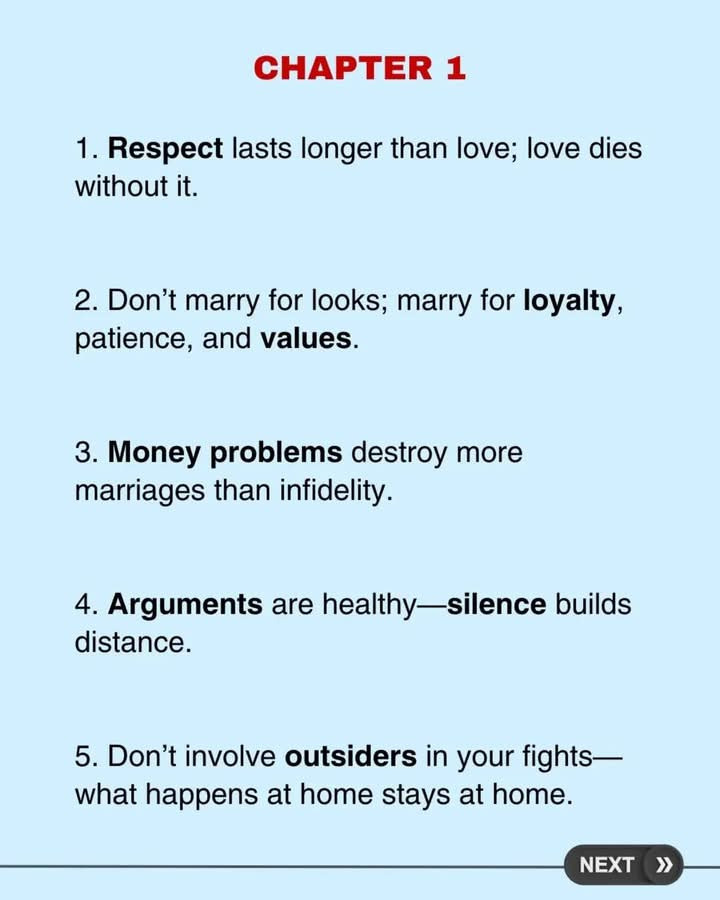 CHAPTER 1
1. Respect lasts longer than love; love dies
without it.
2. Don’t marry for looks; marry for loyalty,
patience, and values.
3. Money problems destroy more
marriages than infidelity.
4. Arguments are healthy—silence builds
distance.
5. Don’t involve outsiders in your fights—
what happens at home stays at home.
NEXT »